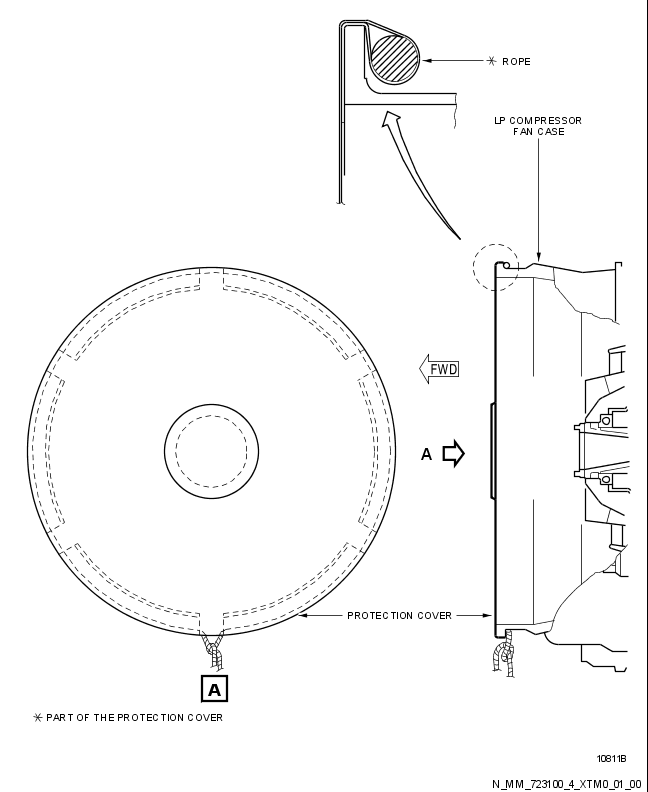 * ROPE
LP COMPRESSOR
FAN CASE
FWD
A
PROTECTION COVER
A
* PART OF THE PROTECTION COVER
10811B
N_MM_723100_4_XTM0_01_00